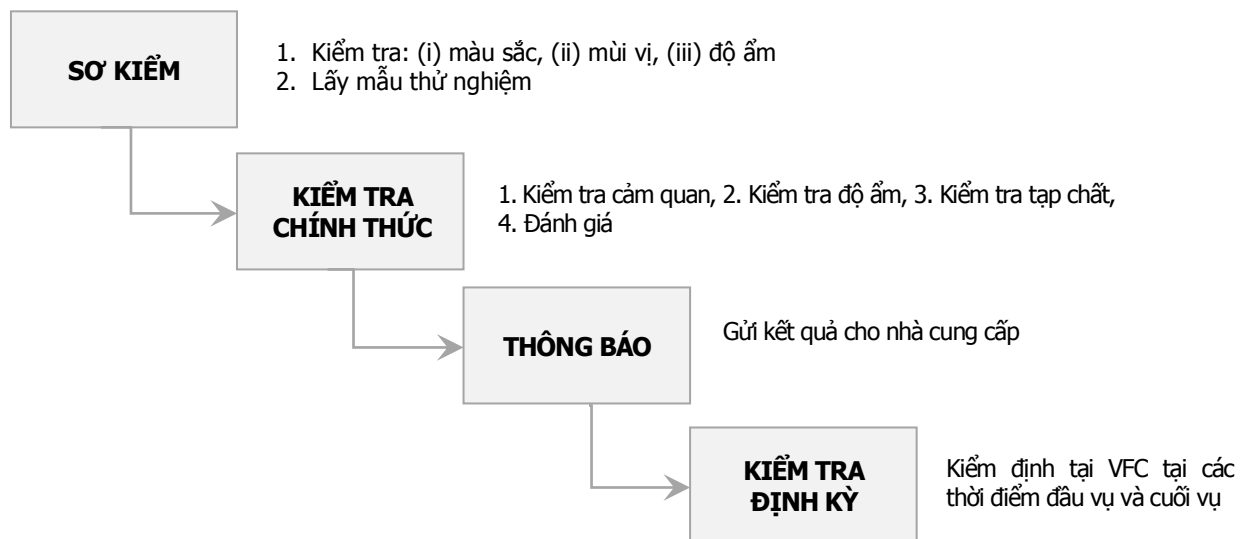 SƠ KIỂM
1. Kiểm tra: (i) màu sắc, (ii) mùi vị, (iii) độ ẩm
2. Lấy mẫu thử nghiệm
KIỂM TRA
CHÍNH THỨC
1. Kiểm tra cảm quan, 2. Kiểm tra độ ẩm, 3. Kiểm tra tạp chất,
4. Đánh giá
THÔNG BÁO
Gửi kết quả cho nhà cung cấp
KIỂM TRA
ĐỊNH KỲ
Kiểm định tại VFC tại các
thời điểm đầu vụ và cuối vụ